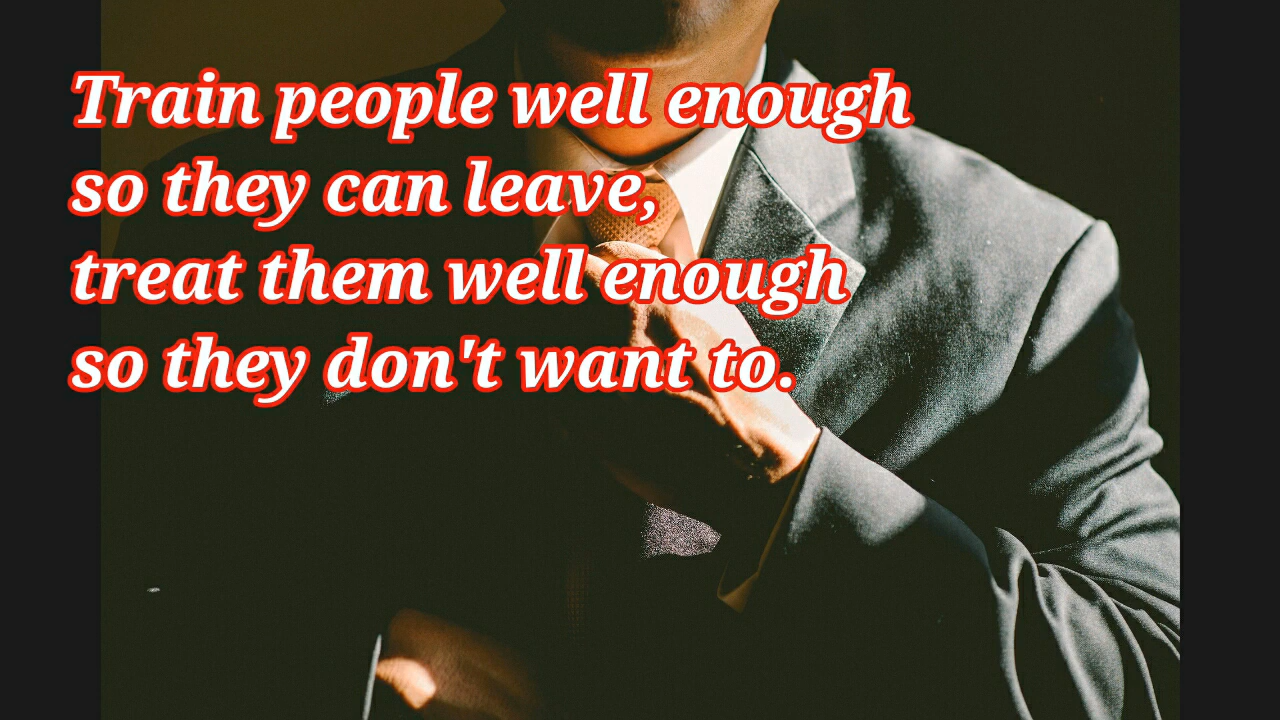 Train people well enough
so they can leave,
treat them well enough
so they don't want to.